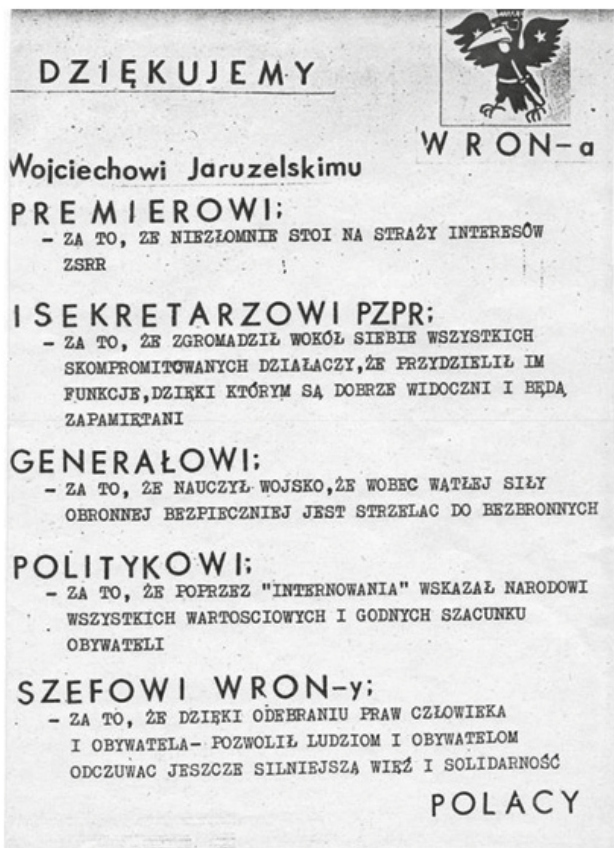 DZIĘKUJEMY
WRON-a
Wojciechowi Jaruzelskimu
PREMIEROWI;
- ZA TO, ZE NIEZŁOMNIE STOI NA STRAŻY INTERESÓW
ZSRR
I SEKRETARZOWI PZPR;
- ZA TO, ŻE ZGROMADZIŁ WOKÓŁ SIEBIE WSZYSTKICH
SKOMPROMITOWANYCH DZIAŁACZY,ŻE PRZYDZIELIŁ IM
FUNKCJE,DZIĘKI KTÓRYM SĄ DOBRZE WIDOCZNI I BĘDĄ
ZAPAMIĘTANI
GENERAŁOWI;
- ZA TO, ŻE NAUCZYŁ WOJSKO,ŻE WOBEC WĄTŁEJ SIŁY
OBRONNEJ BEZPIECZNIEJ JEST STRZELAC DO BEZBRONNYCH
POLITYKOWI;
- ZA TO, ŻE POPRZEZ "INTERNOWANIA" WSKAZAŁ NARODOWI
WSZYSTKICH WARTOSCIOWYCH I GODNYCH SZACUNKU
OBYWATELI
SZEFOWI WRON-y;
- ZA TO, ŻE DZIĘKI ODEBRANIU PRAW CZŁOWIEKA
I OBYWATELA- POZWOLIŁ LUDZIOM I OBYWATELOM
ODCZUWAC JESZCZE SILNIEJSZĄ WIĘŹ I SOLIDARNOŚĆ
POLACY